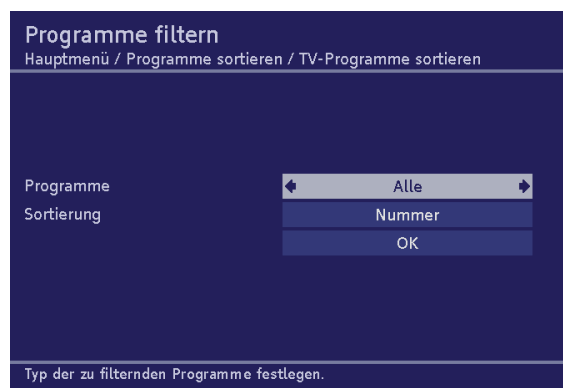 Programme filtern
Hauptmenü / Programme sortieren / TV-Programme sortieren
Programme Alle
Sortierung Nummer
OK
Typ der zu filternden Programme festlegen.